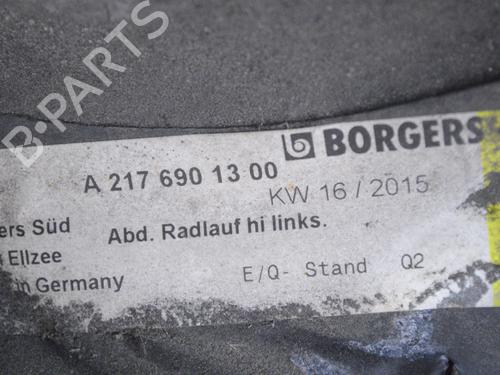 B-PARTS
BORGERS
A 217 690 13 00
KW 16 / 2015
ers Süd
Abd. Radlauf hi links.
Ellzee
in Germany
E/Q- Stand Q2